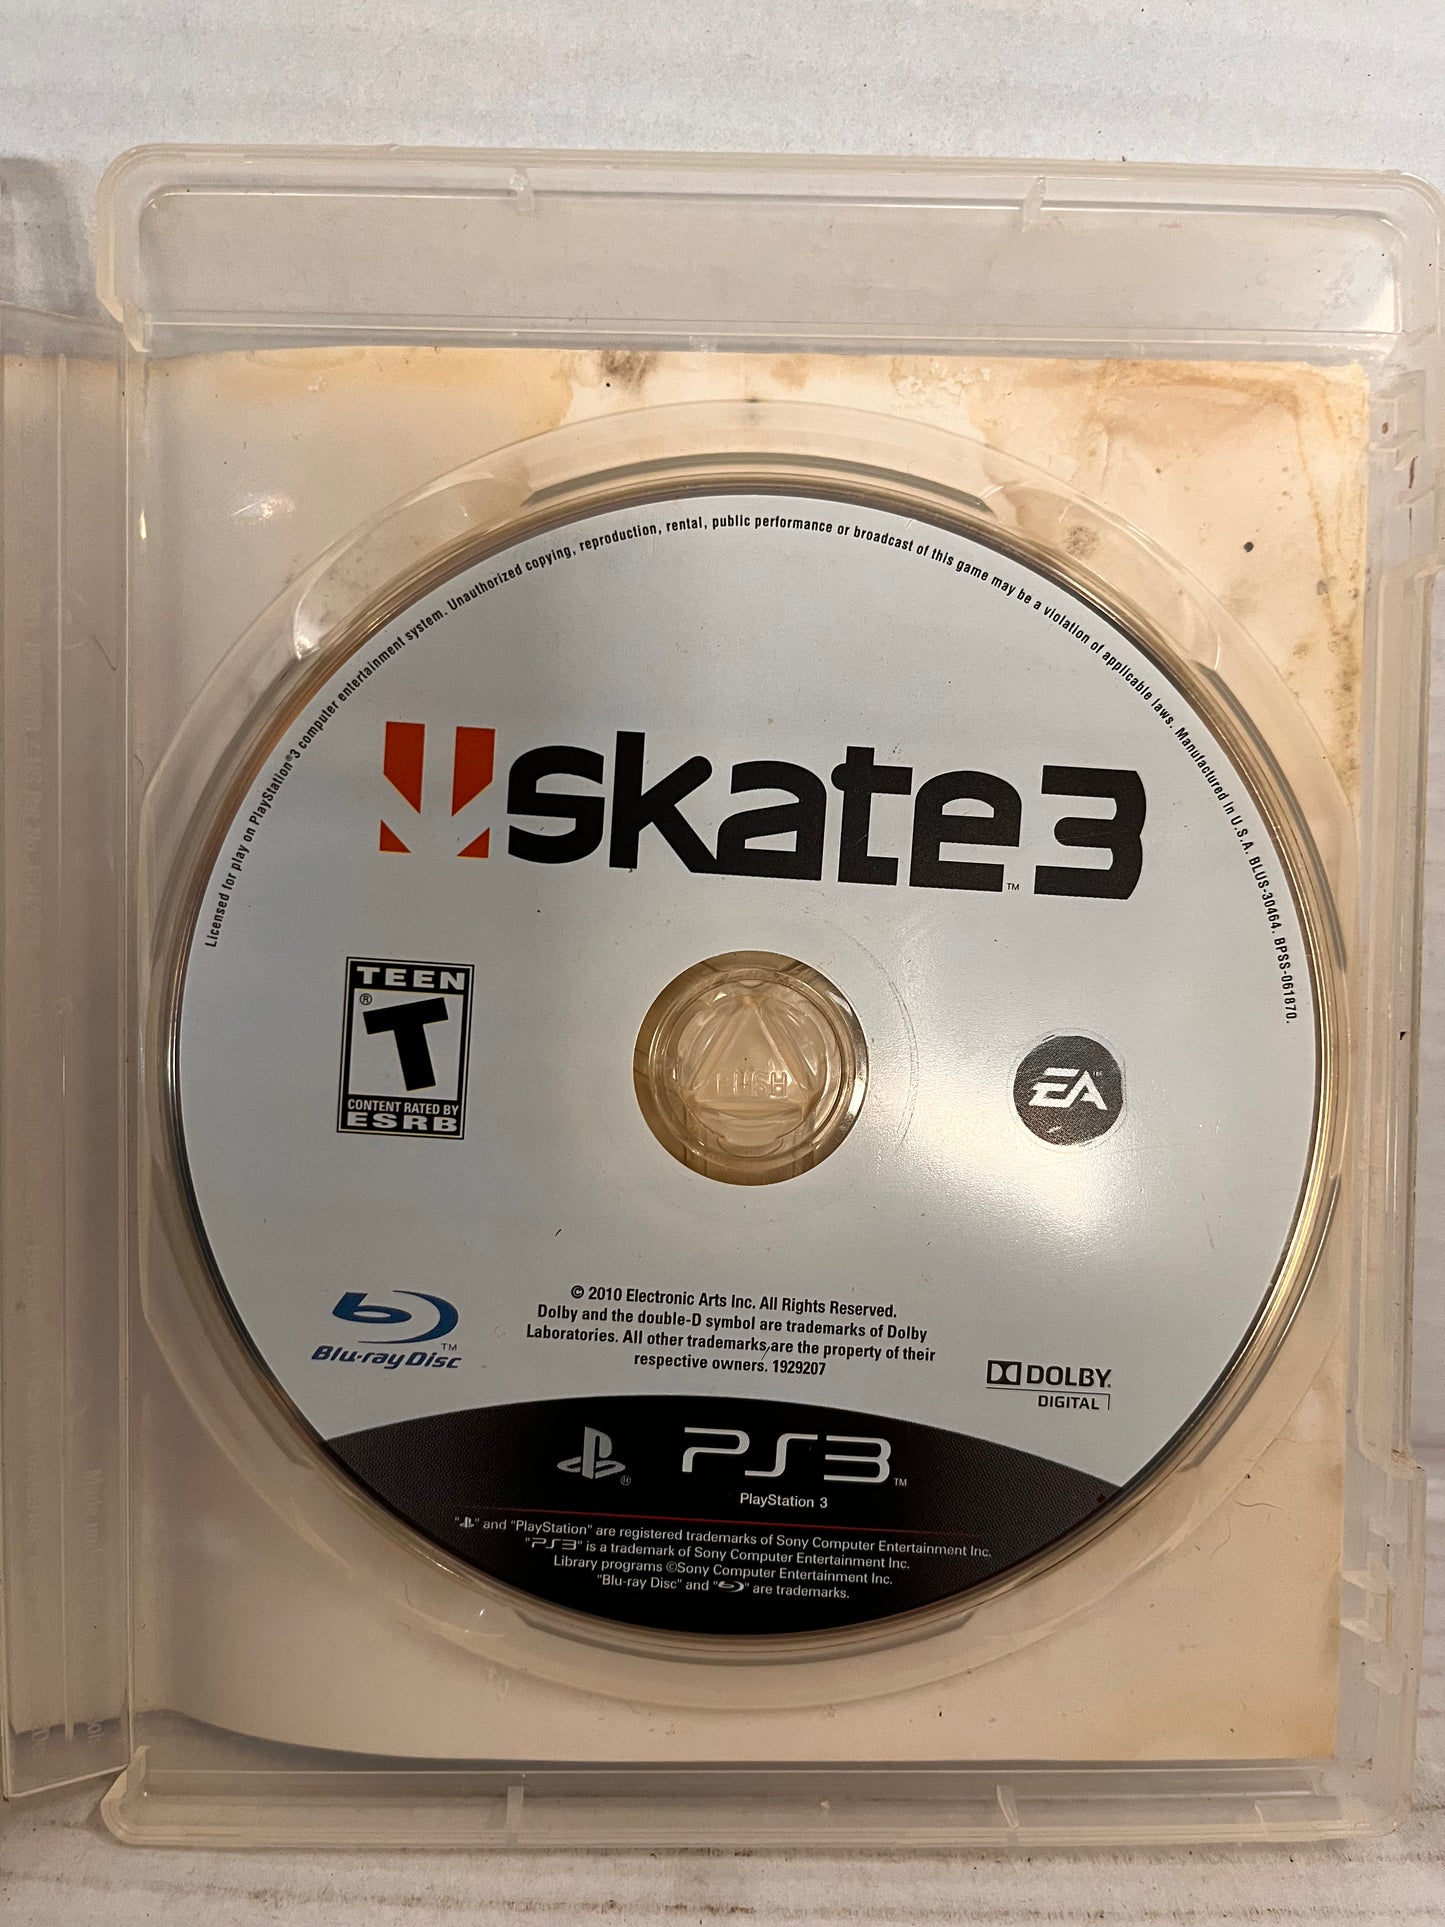 Licensed for play on PlayStation®3 computer entertainment system. Unauthorized copying, reproduction, rental, public performance or broadcast of this game may be a violation of applicable laws. Manufactured in U.S.A. BLUS-30464. BPSS-061870.
skate 3™
TEEN
®
T
CONTENT RATED BY
ESRB
PUSH
EA™
Blu-ray Disc™
© 2010 Electronic Arts Inc. All Rights Reserved.
Dolby and the double-D symbol are trademarks of Dolby
Laboratories. All other trademarks are the property of their
respective owners. 1929207
DOLBY®
DIGITAL
PS3™
PlayStation 3
" " and "PlayStation" are registered trademarks of Sony Computer Entertainment Inc.
"PS3" is a trademark of Sony Computer Entertainment Inc.
Library programs ©Sony Computer Entertainment Inc.
"Blu-ray Disc" and " " are trademarks.